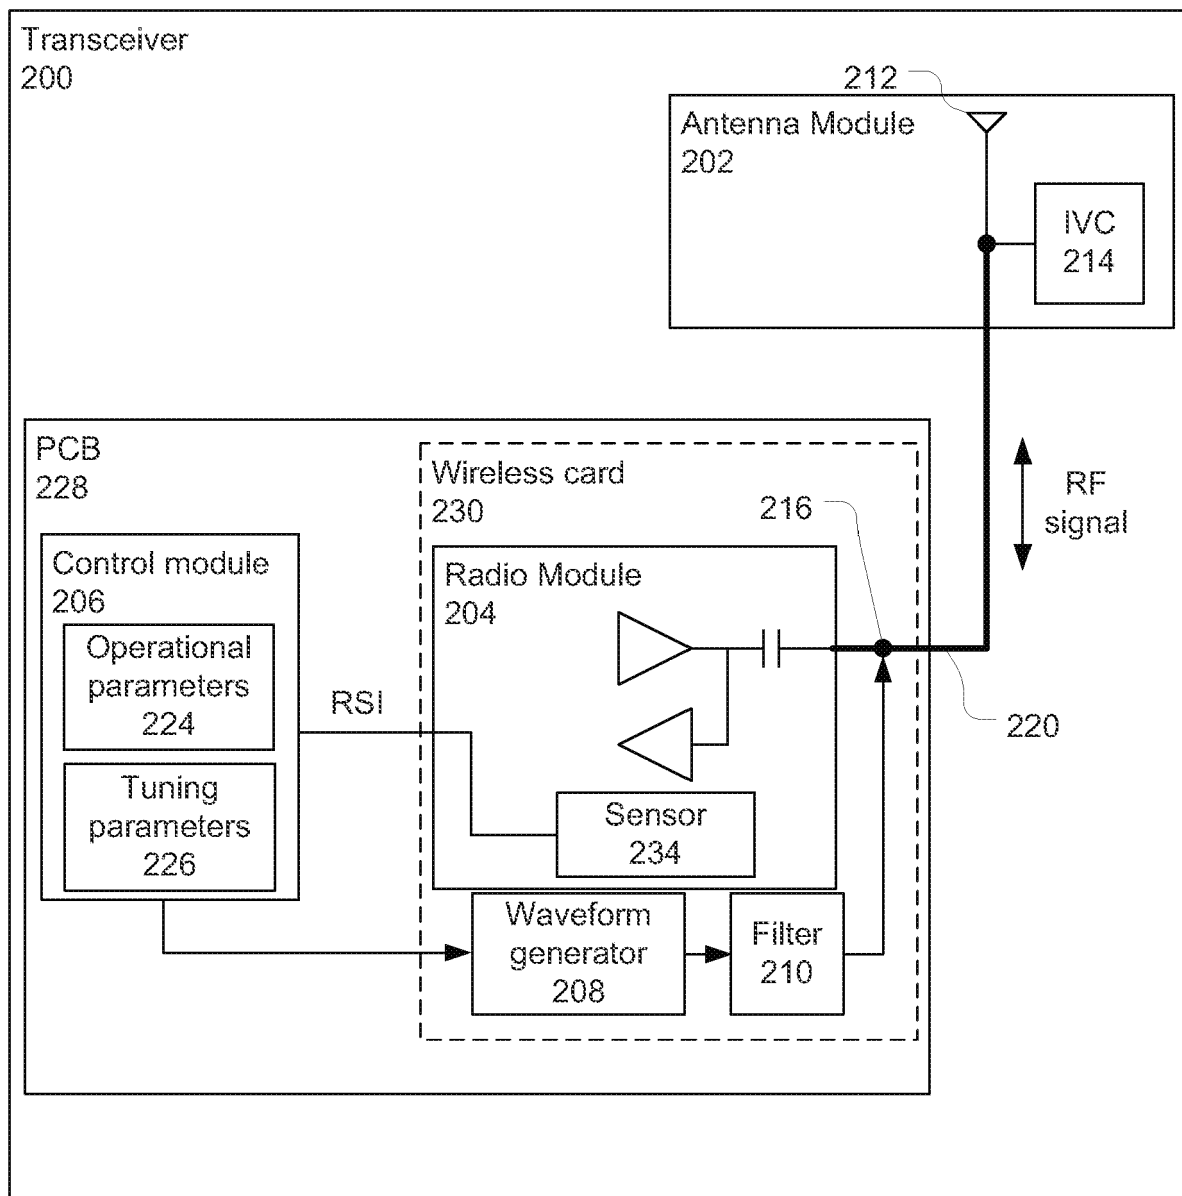 Transceiver
200
212
Antenna Module
202
IVC
214
PCB
228
Wireless card
230
216
RF
signal
Control module
206
Radio Module
204
Operational
parameters
224
RSI
220
Tuning
parameters
226
Sensor
234
Waveform
generator
208
Filter
210